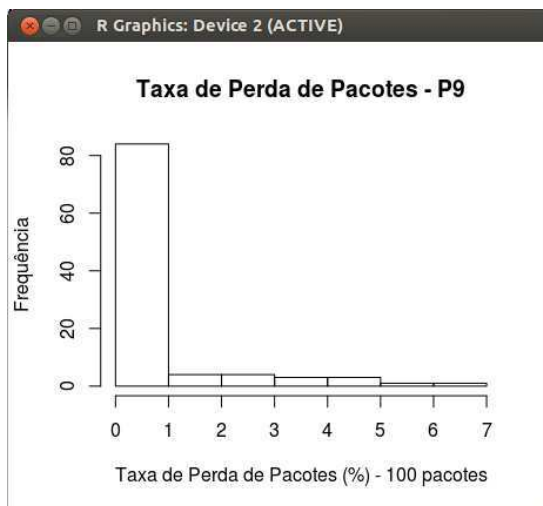 R Graphics: Device 2 (ACTIVE)
Taxa de Perda de Pacotes - P9
Frequência
80
60
40
20
0
0 1 2 3 4 5 6 7
Taxa de Perda de Pacotes (%) - 100 pacotes